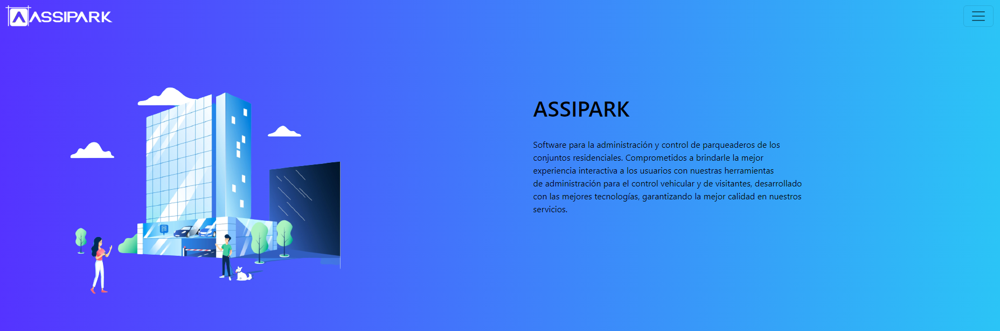 ASSIPARK
ASSIPARK
Software para la administración y control de parqueaderos de los
conjuntos residenciales. Comprometidos a brindarle la mejor
experiencia interactiva a los usuarios con nuestras herramientas
de administración para el control vehicular y de visitantes, desarrollado
con las mejores tecnologías, garantizando la mejor calidad en nuestros
servicios.